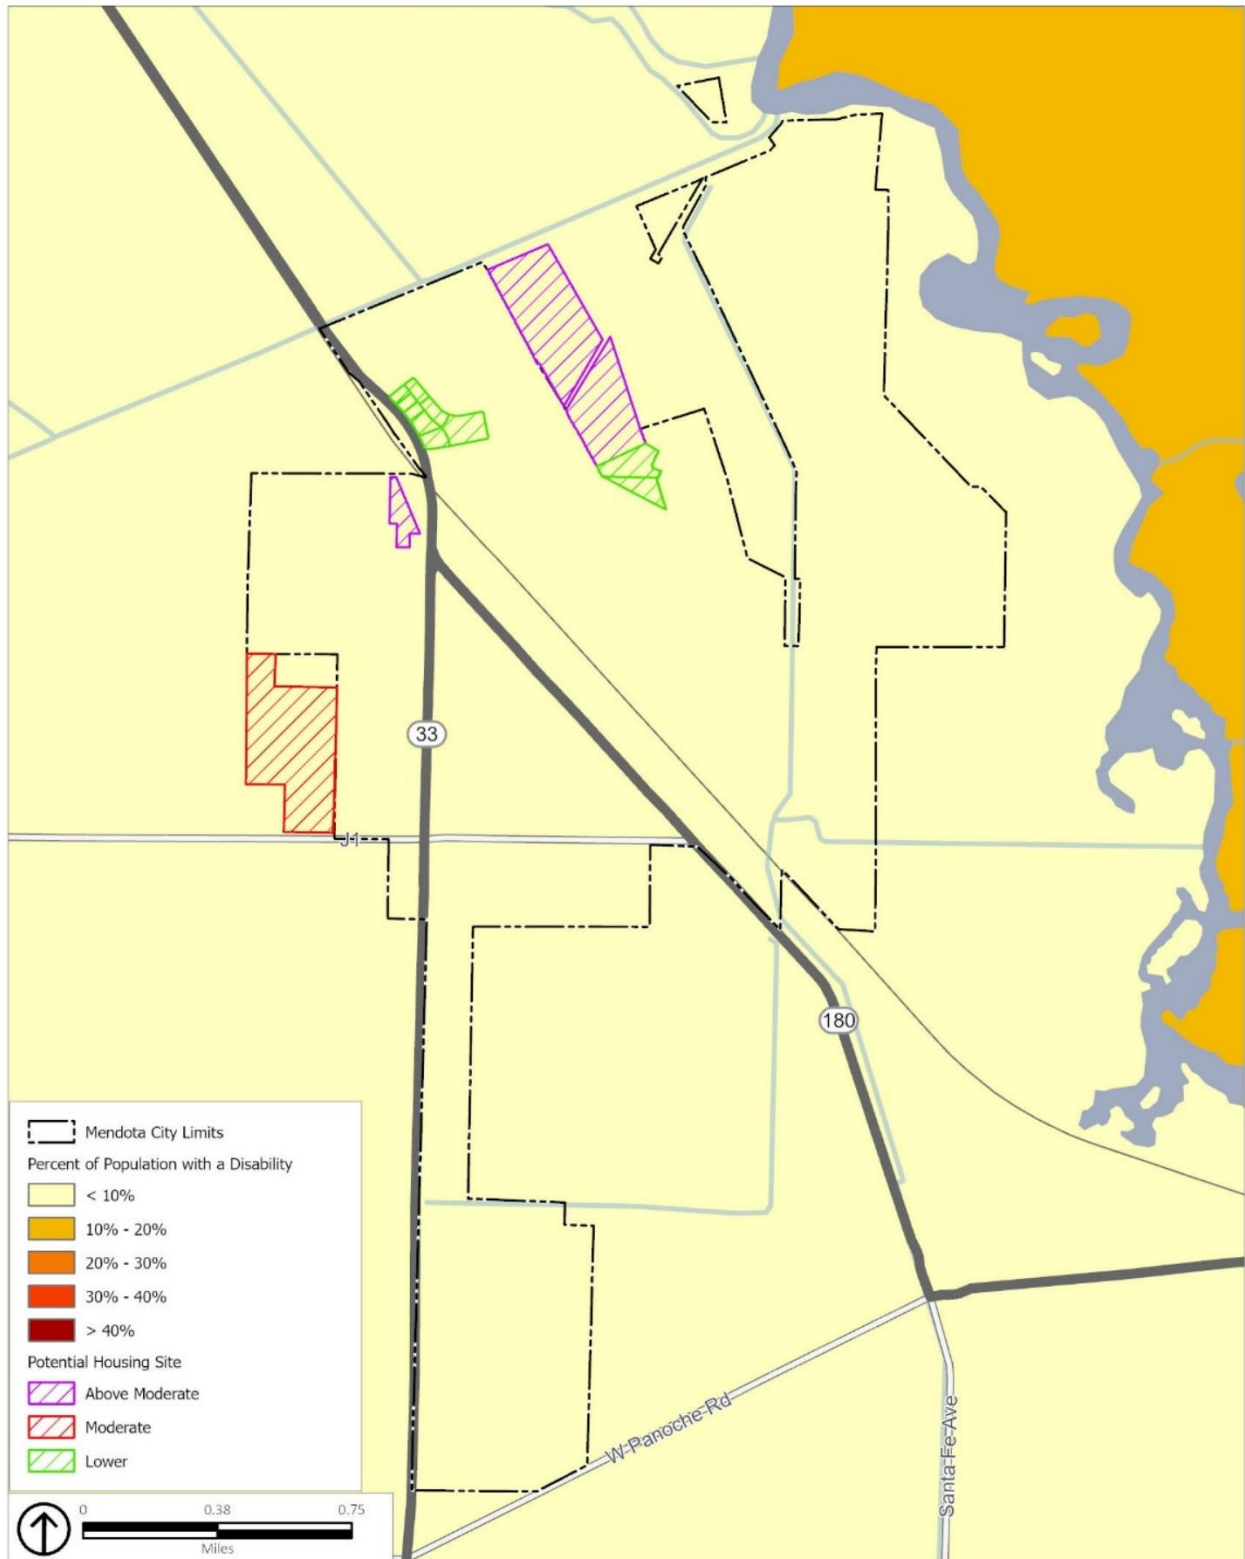 33
J1
180
Mendota City Limits
Percent of Population with a Disability
< 10%
10% - 20%
20% - 30%
30% - 40%
> 40%
Potential Housing Site
Above Moderate
Moderate
Lower
W Panoche Rd
Santa Fe Ave
0 0.38 0.75
Miles